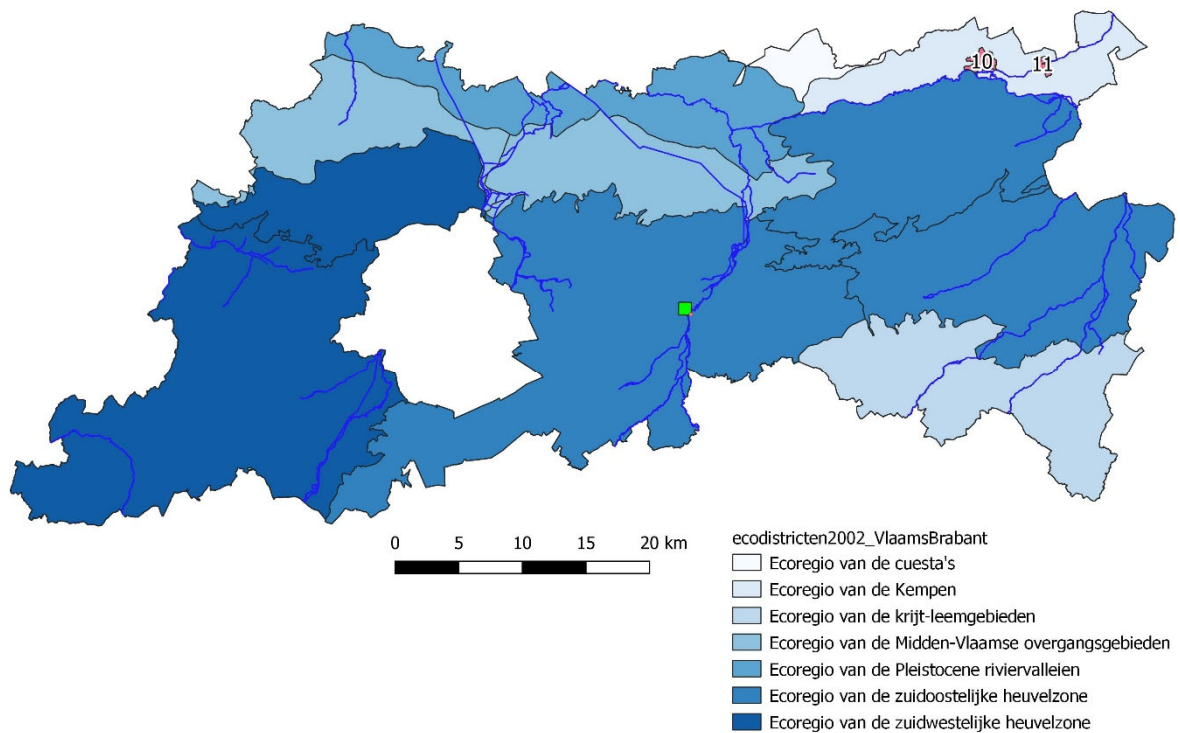 10
11
0 5 10 15 20 km
ecodistricten2002_VlaamsBrabant
Ecoregio van de cuesta's
Ecoregio van de Kempen
Ecoregio van de krijt-leemgebieden
Ecoregio van de Midden-Vlaamse overgangsgebieden
Ecoregio van de Pleistocene riviervalleien
Ecoregio van de zuidoostelijke heuvelzone
Ecoregio van de zuidwestelijke heuvelzone